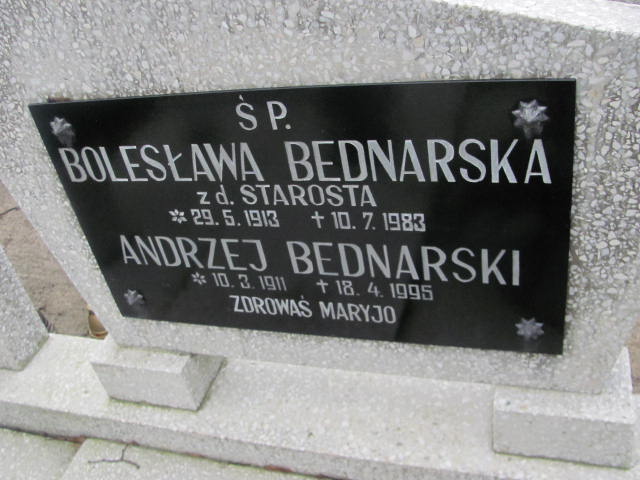 Ś P.
BOLESŁAWA BEDNARSKA
z d. STAROSTA
* 29. 5. 1913 † 10. 7. 1983
ANDRZEJ BEDNARSKI
* 10. 3. 1911 † 18. 4. 1995
ZDROWAŚ MARYJO